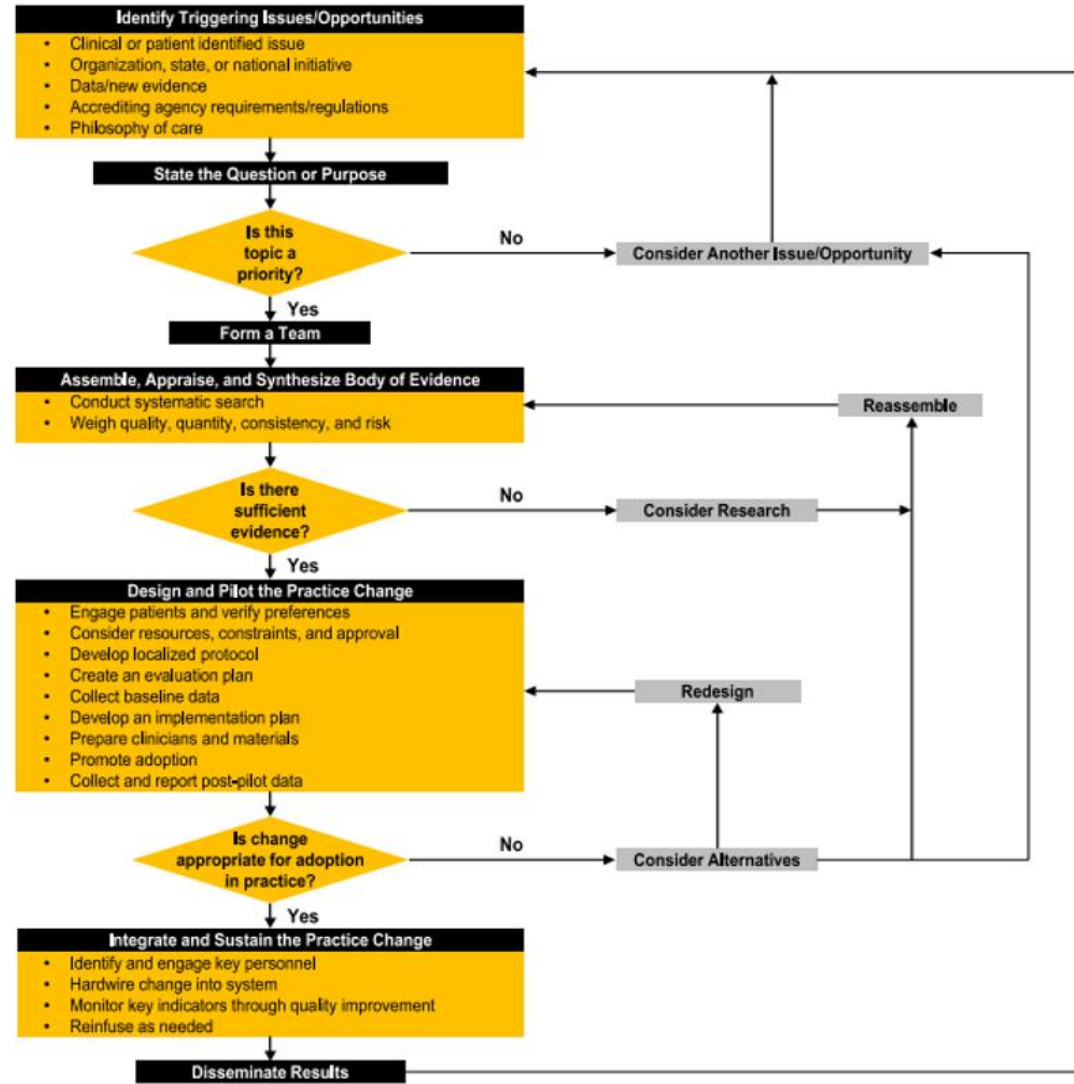 Identify Triggering Issues/Opportunities
• Clinical or patient identified issue
• Organization, state, or national initiative
• Data/new evidence
• Accrediting agency requirements/regulations
• Philosophy of care
State the Question or Purpose
Is this
topic a
priority?
No
Consider Another Issue/Opportunity
Yes
Form a Team
Assemble, Appraise, and Synthesize Body of Evidence
• Conduct systematic search
• Weigh quality, quantity, consistency, and risk
Reassemble
Is there
sufficient
evidence?
No
Consider Research
Yes
Design and Pilot the Practice Change
• Engage patients and verify preferences
• Consider resources, constraints, and approval
• Develop localized protocol
• Create an evaluation plan
• Collect baseline data
• Develop an implementation plan
• Prepare clinicians and materials
• Promote adoption
• Collect and report post-pilot data
Redesign
Is change
appropriate for adoption
in practice?
No
Consider Alternatives
Yes
Integrate and Sustain the Practice Change
• Identify and engage key personnel
• Hardwire change into system
• Monitor key indicators through quality improvement
• Reinfuse as needed
Disseminate Results